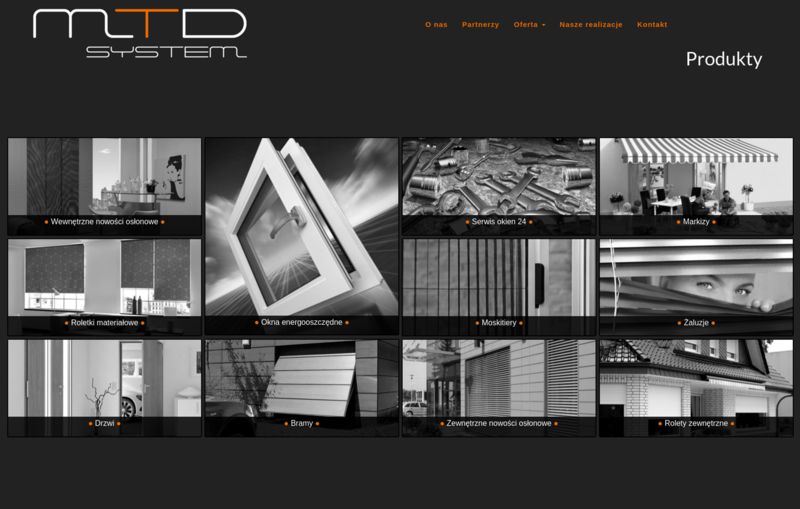 MTD
SYSTEM
O nas Partnerzy Oferta Nasze realizacje Kontakt
Produkty
Wewnętrzne nowości osłonowe
Okna energooszczędne
Serwis okien 24
Markizy
Roletki materiałowe
Moskitiery
Żaluzje
Drzwi
Bramy
Zewnętrzne nowości osłonowe
Rolety zewnętrzne